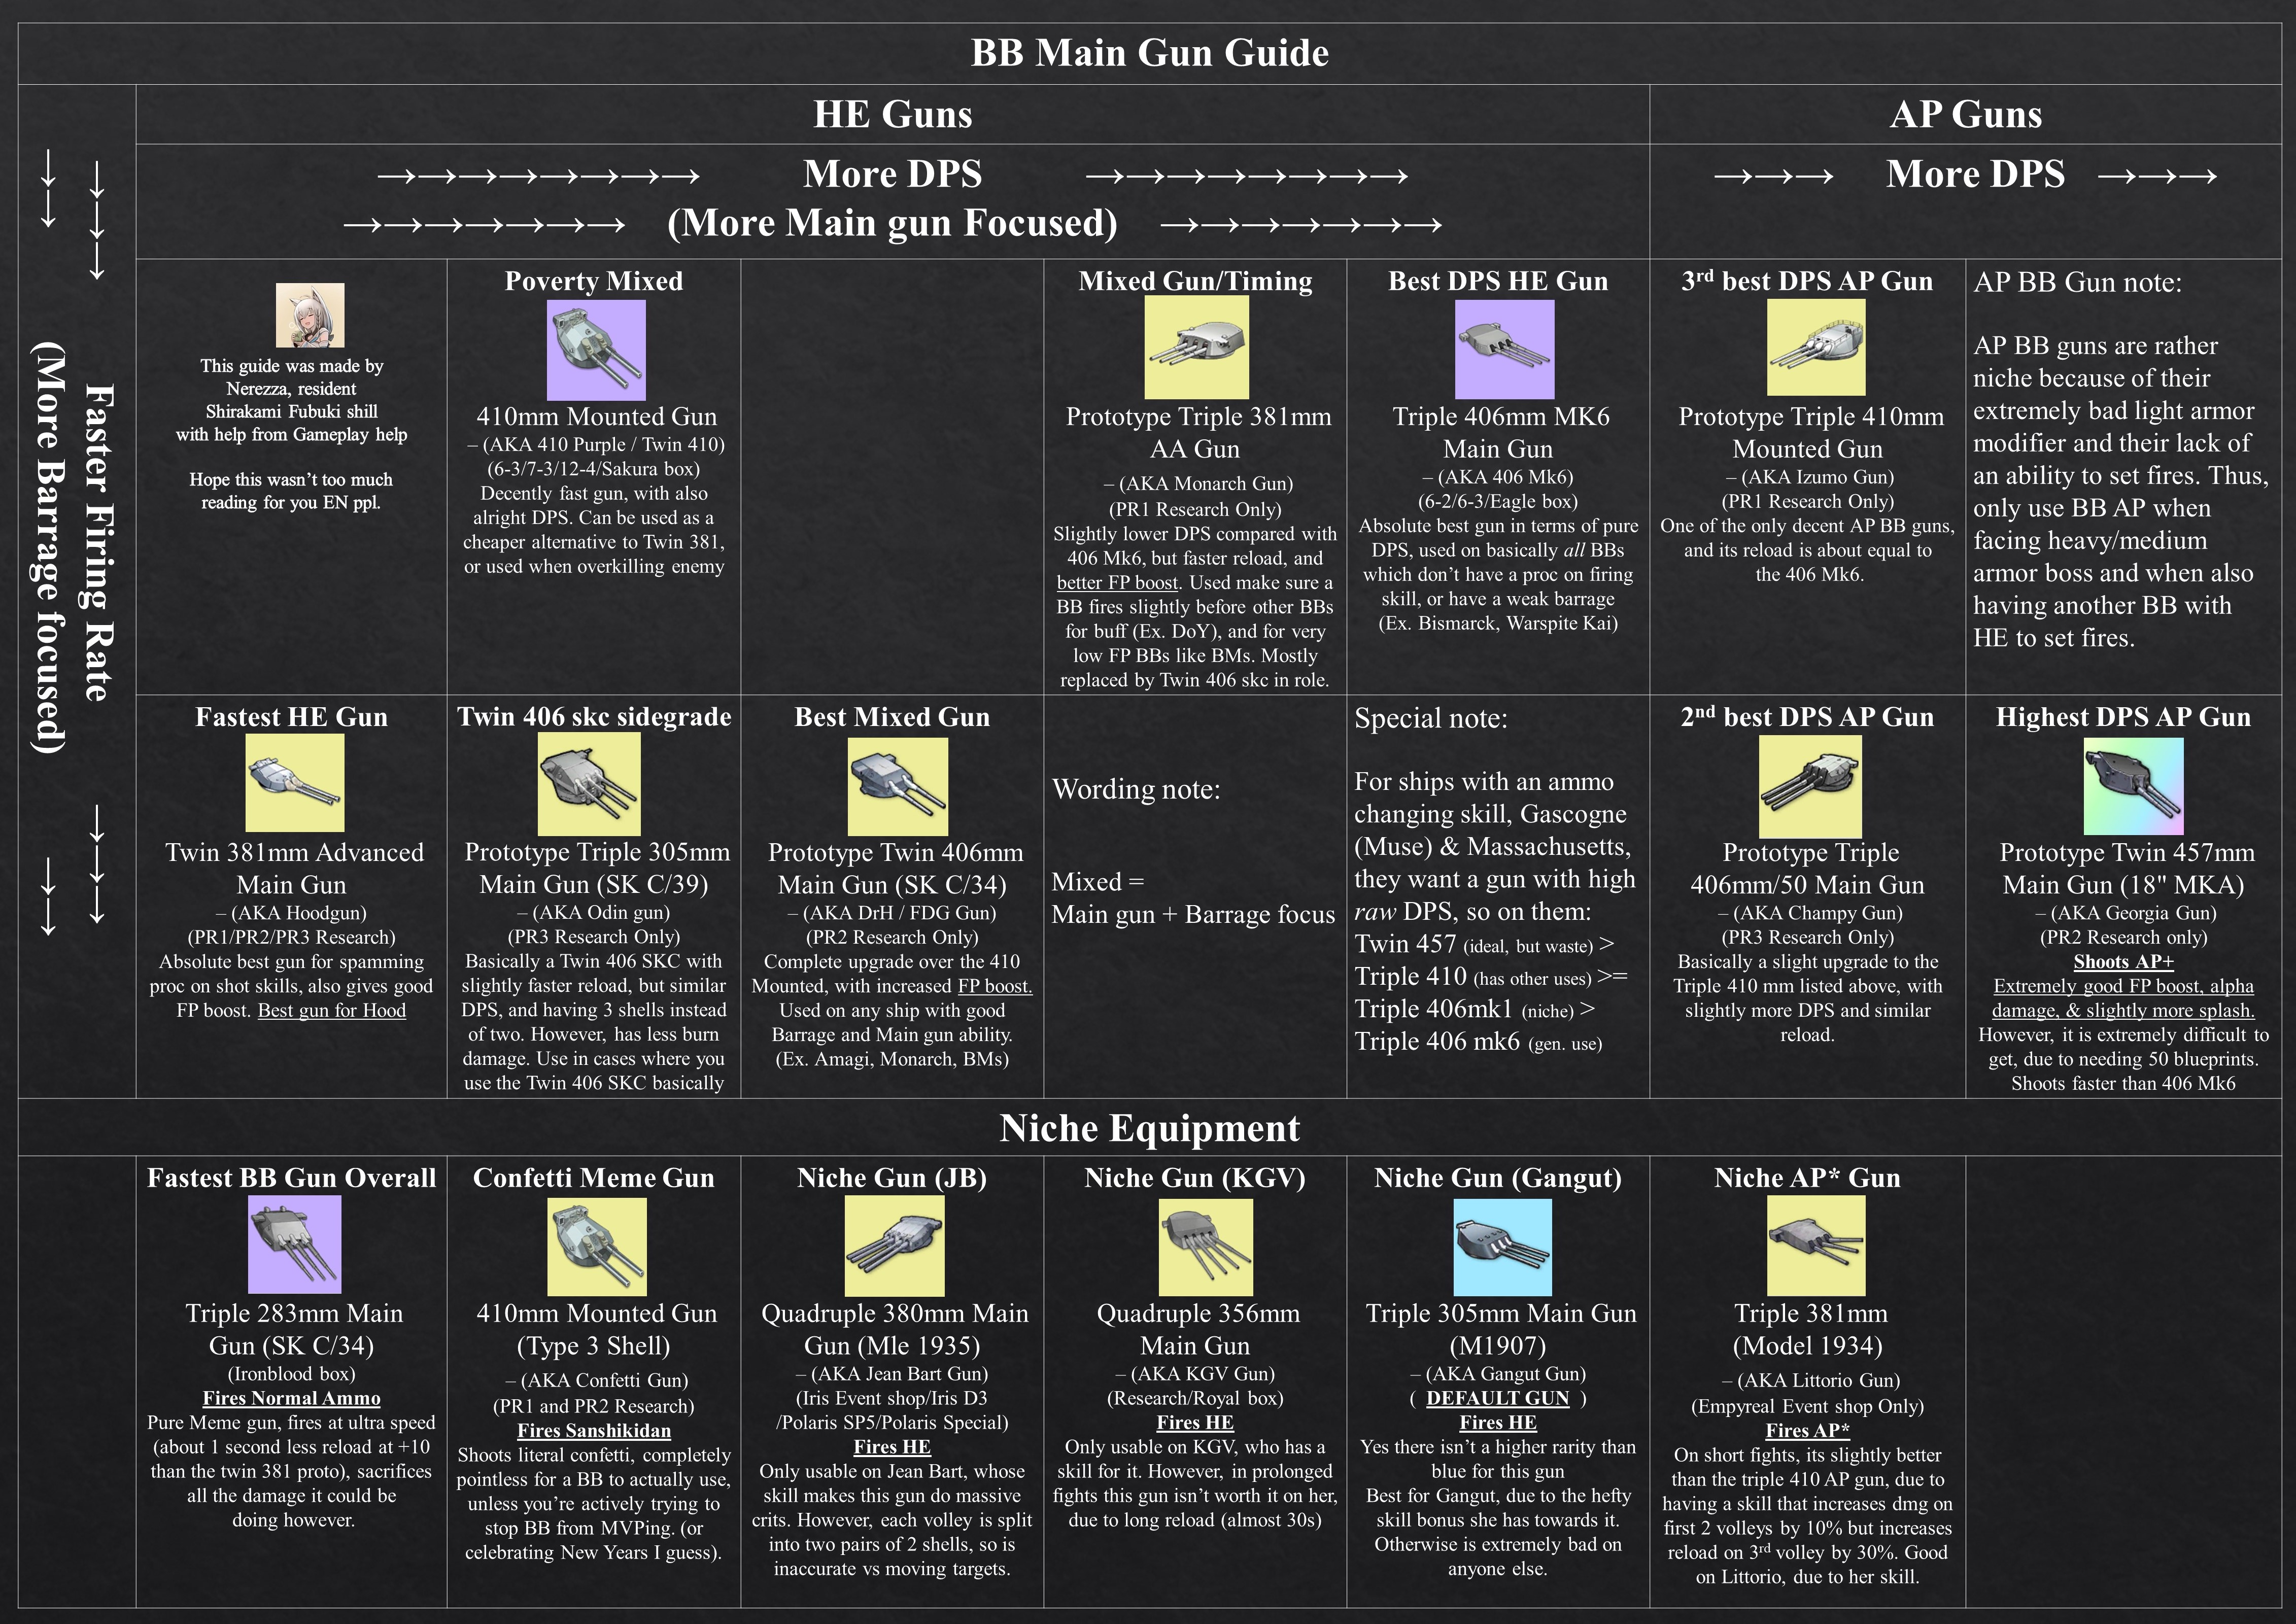 BB Main Gun Guide
HE Guns
AP Guns
→→→→→→→→ More DPS →→→→→→→→
→→→→→→→ (More Main gun Focused) →→→→→→→
→→→ More DPS →→→
↓↓↓ Faster Firing Rate ↓↓↓
↓↓ (More Barrage focused) ↓↓
This guide was made by
Nerezza, resident
Shirakami Fubuki shill
with help from Gameplay help
Hope this wasn't too much
reading for you EN ppl.
Poverty Mixed
410mm Mounted Gun
– (AKA 410 Purple / Twin 410)
(6-3/7-3/12-4/Sakura box)
Decently fast gun, with also
alright DPS. Can be used as a
cheaper alternative to Twin 381,
or used when overkilling enemy
Mixed Gun/Timing
Prototype Triple 381mm
AA Gun
– (AKA Monarch Gun)
(PR1 Research Only)
Slightly lower DPS compared with
406 Mk6, but faster reload, and
better FP boost. Used make sure a
BB fires slightly before other BBs
for buff (Ex. DoY), and for very
low FP BBs like BMs. Mostly
replaced by Twin 406 skc in role.
Best DPS HE Gun
Triple 406mm MK6
Main Gun
– (AKA 406 Mk6)
(6-2/6-3/Eagle box)
Absolute best gun in terms of pure
DPS, used on basically all BBs
which don't have a proc on firing
skill, or have a weak barrage
(Ex. Bismarck, Warspite Kai)
3rd best DPS AP Gun
Prototype Triple 410mm
Mounted Gun
– (AKA Izumo Gun)
(PR1 Research Only)
One of the only decent AP BB guns,
and its reload is about equal to
the 406 Mk6.
AP BB Gun note:
AP BB guns are rather
niche because of their
extremely bad light armor
modifier and their lack of
an ability to set fires. Thus,
only use BB AP when
facing heavy/medium
armor boss and when also
having another BB with
HE to set fires.
Fastest HE Gun
Twin 381mm Advanced
Main Gun
– (AKA Hoodgun)
(PR1/PR2/PR3 Research)
Absolute best gun for spamming
proc on shot skills, also gives good
FP boost. Best gun for Hood
Twin 406 skc sidegrade
Prototype Triple 305mm
Main Gun (SK C/39)
– (AKA Odin gun)
(PR3 Research Only)
Basically a Twin 406 SKC with
slightly faster reload, but similar
DPS, and having 3 shells instead
of two. However, has less burn
damage. Use in cases where you
use the Twin 406 SKC basically
Best Mixed Gun
Prototype Twin 406mm
Main Gun (SK C/34)
– (AKA DrH / FDG Gun)
(PR2 Research Only)
Complete upgrade over the 410
Mounted, with increased FP boost.
Used on any ship with good
Barrage and Main gun ability.
(Ex. Amagi, Monarch, BMs)
Wording note:
Mixed =
Main gun + Barrage focus
Special note:
For ships with an ammo
changing skill, Gascogne
(Muse) & Massachusetts,
they want a gun with high
raw DPS, so on them:
Twin 457 (ideal, but waste) >
Triple 410 (has other uses) >=
Triple 406mk1 (niche) >
Triple 406 mk6 (gen. use)
2nd best DPS AP Gun
Prototype Triple
406mm/50 Main Gun
– (AKA Champy Gun)
(PR3 Research Only)
Basically a slight upgrade to the
Triple 410 mm listed above, with
slightly more DPS and similar
reload.
Highest DPS AP Gun
Prototype Twin 457mm
Main Gun (18" MKA)
– (AKA Georgia Gun)
(PR2 Research only)
Shoots AP+
Extremely good FP boost, alpha
damage, & slightly more splash.
However, it is extremely difficult to
get, due to needing 50 blueprints.
Shoots faster than 406 Mk6
Niche Equipment
Fastest BB Gun Overall
Triple 283mm Main
Gun (SK C/34)
(Ironblood box)
Fires Normal Ammo
Pure Meme gun, fires at ultra speed
(about 1 second less reload at +10
than the twin 381 proto), sacrifices
all the damage it could be
doing however.
Confetti Meme Gun
410mm Mounted Gun
(Type 3 Shell)
– (AKA Confetti Gun)
(PR1 and PR2 Research)
Fires Sanshikidan
Shoots literal confetti, completely
pointless for a BB to actually use,
unless you're actively trying to
stop BB from MVPing. (or
celebrating New Years I guess).
Niche Gun (JB)
Quadruple 380mm Main
Gun (Mle 1935)
– (AKA Jean Bart Gun)
(Iris Event shop/Iris D3
/Polaris SP5/Polaris Special)
Fires HE
Only usable on Jean Bart, whose
skill makes this gun do massive
crits. However, each volley is split
into two pairs of 2 shells, so is
inaccurate vs moving targets.
Niche Gun (KGV)
Quadruple 356mm
Main Gun
– (AKA KGV Gun)
(Research/Royal box)
Fires HE
Only usable on KGV, who has a
skill for it. However, in prolonged
fights this gun isn't worth it on her,
due to long reload (almost 30s)
Niche Gun (Gangut)
Triple 305mm Main Gun
(M1907)
– (AKA Gangut Gun)
( DEFAULT GUN )
Fires HE
Yes there isn't a higher rarity than
blue for this gun
Best for Gangut, due to the hefty
skill bonus she has towards it.
Otherwise is extremely bad on
anyone else.
Niche AP* Gun
Triple 381mm
(Model 1934)
– (AKA Littorio Gun)
(Empyreal Event shop Only)
Fires AP*
On short fights, its slightly better
than the triple 410 AP gun, due to
having a skill that increases dmg on
first 2 volleys by 10% but increases
reload on 3rd volley by 30%. Good
on Littorio, due to her skill.